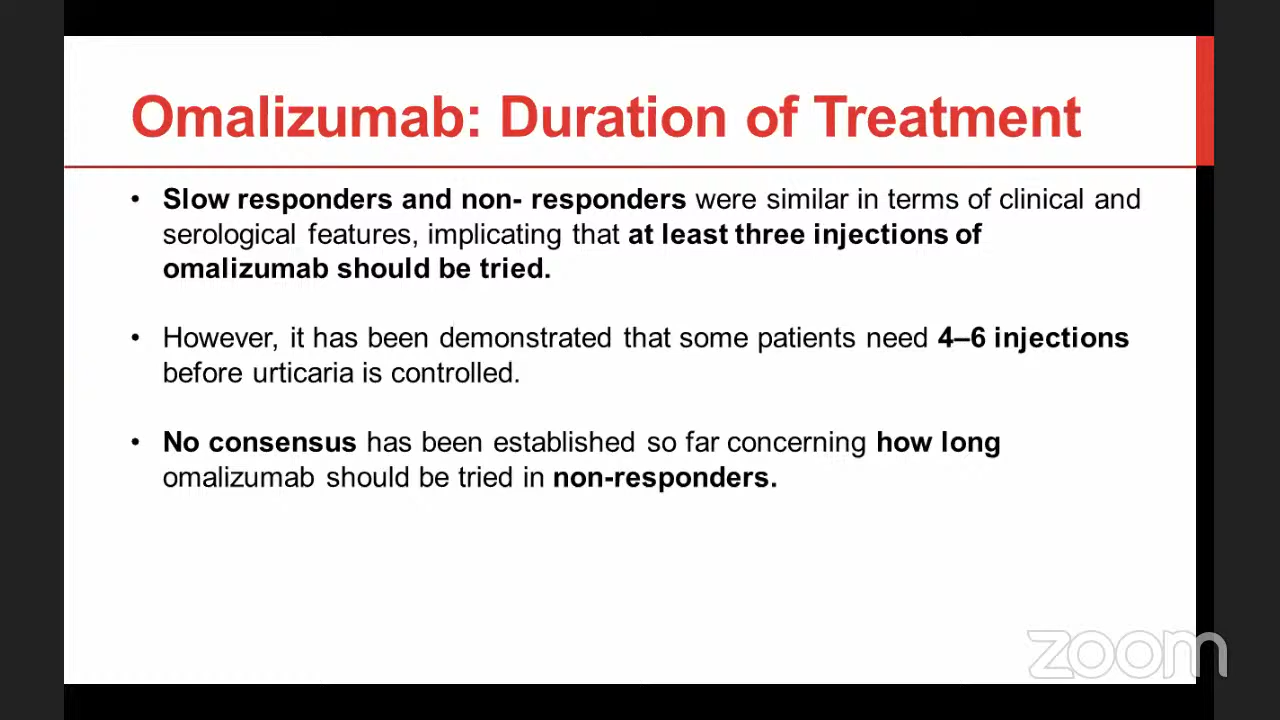 Omalizumab: Duration of Treatment
• Slow responders and non- responders were similar in terms of clinical and
serological features, implicating that at least three injections of
omalizumab should be tried.
• However, it has been demonstrated that some patients need 4–6 injections
before urticaria is controlled.
• No consensus has been established so far concerning how long
omalizumab should be tried in non-responders.
zoom